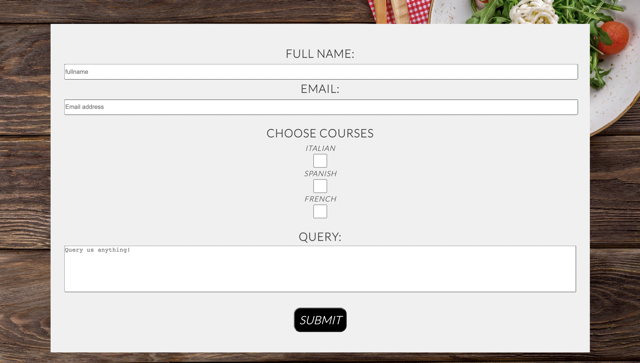 FULL NAME:
fullname
EMAIL:
Email address
CHOOSE COURSES
ITALIAN
SPANISH
FRENCH
QUERY:
Query us anything!
SUBMIT